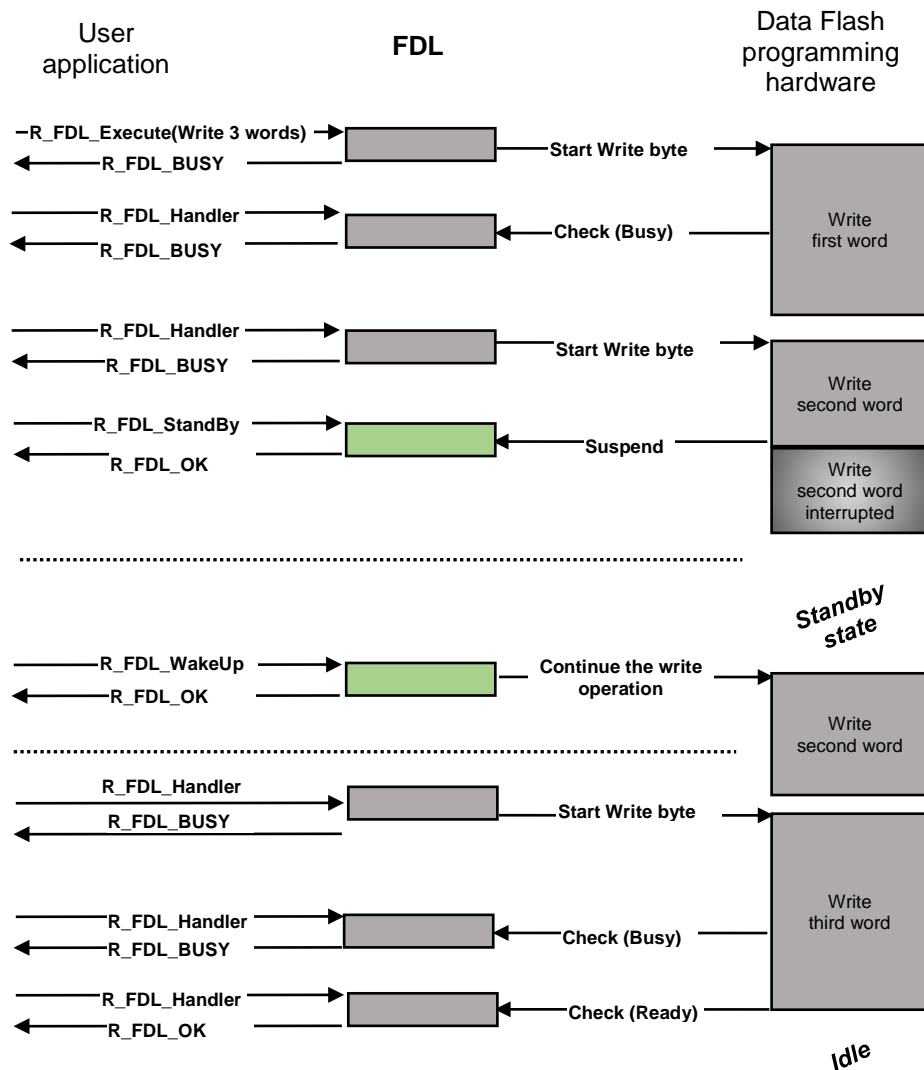 User
application
FDL
Data Flash
programming
hardware
R_FDL_Execute(Write 3 words)
R_FDL_BUSY
Start Write byte
R_FDL_Handler
R_FDL_BUSY
Check (Busy)
Write
first word
R_FDL_Handler
R_FDL_BUSY
Start Write byte
Write
second word
R_FDL_StandBy
R_FDL_OK
Suspend
Write
second word
interrupted
Standby
state
R_FDL_WakeUp
R_FDL_OK
Continue the write
operation
Write
second word
R_FDL_Handler
R_FDL_BUSY
Start Write byte
Write
third word
R_FDL_Handler
R_FDL_BUSY
Check (Busy)
R_FDL_Handler
R_FDL_OK
Check (Ready)
Idle